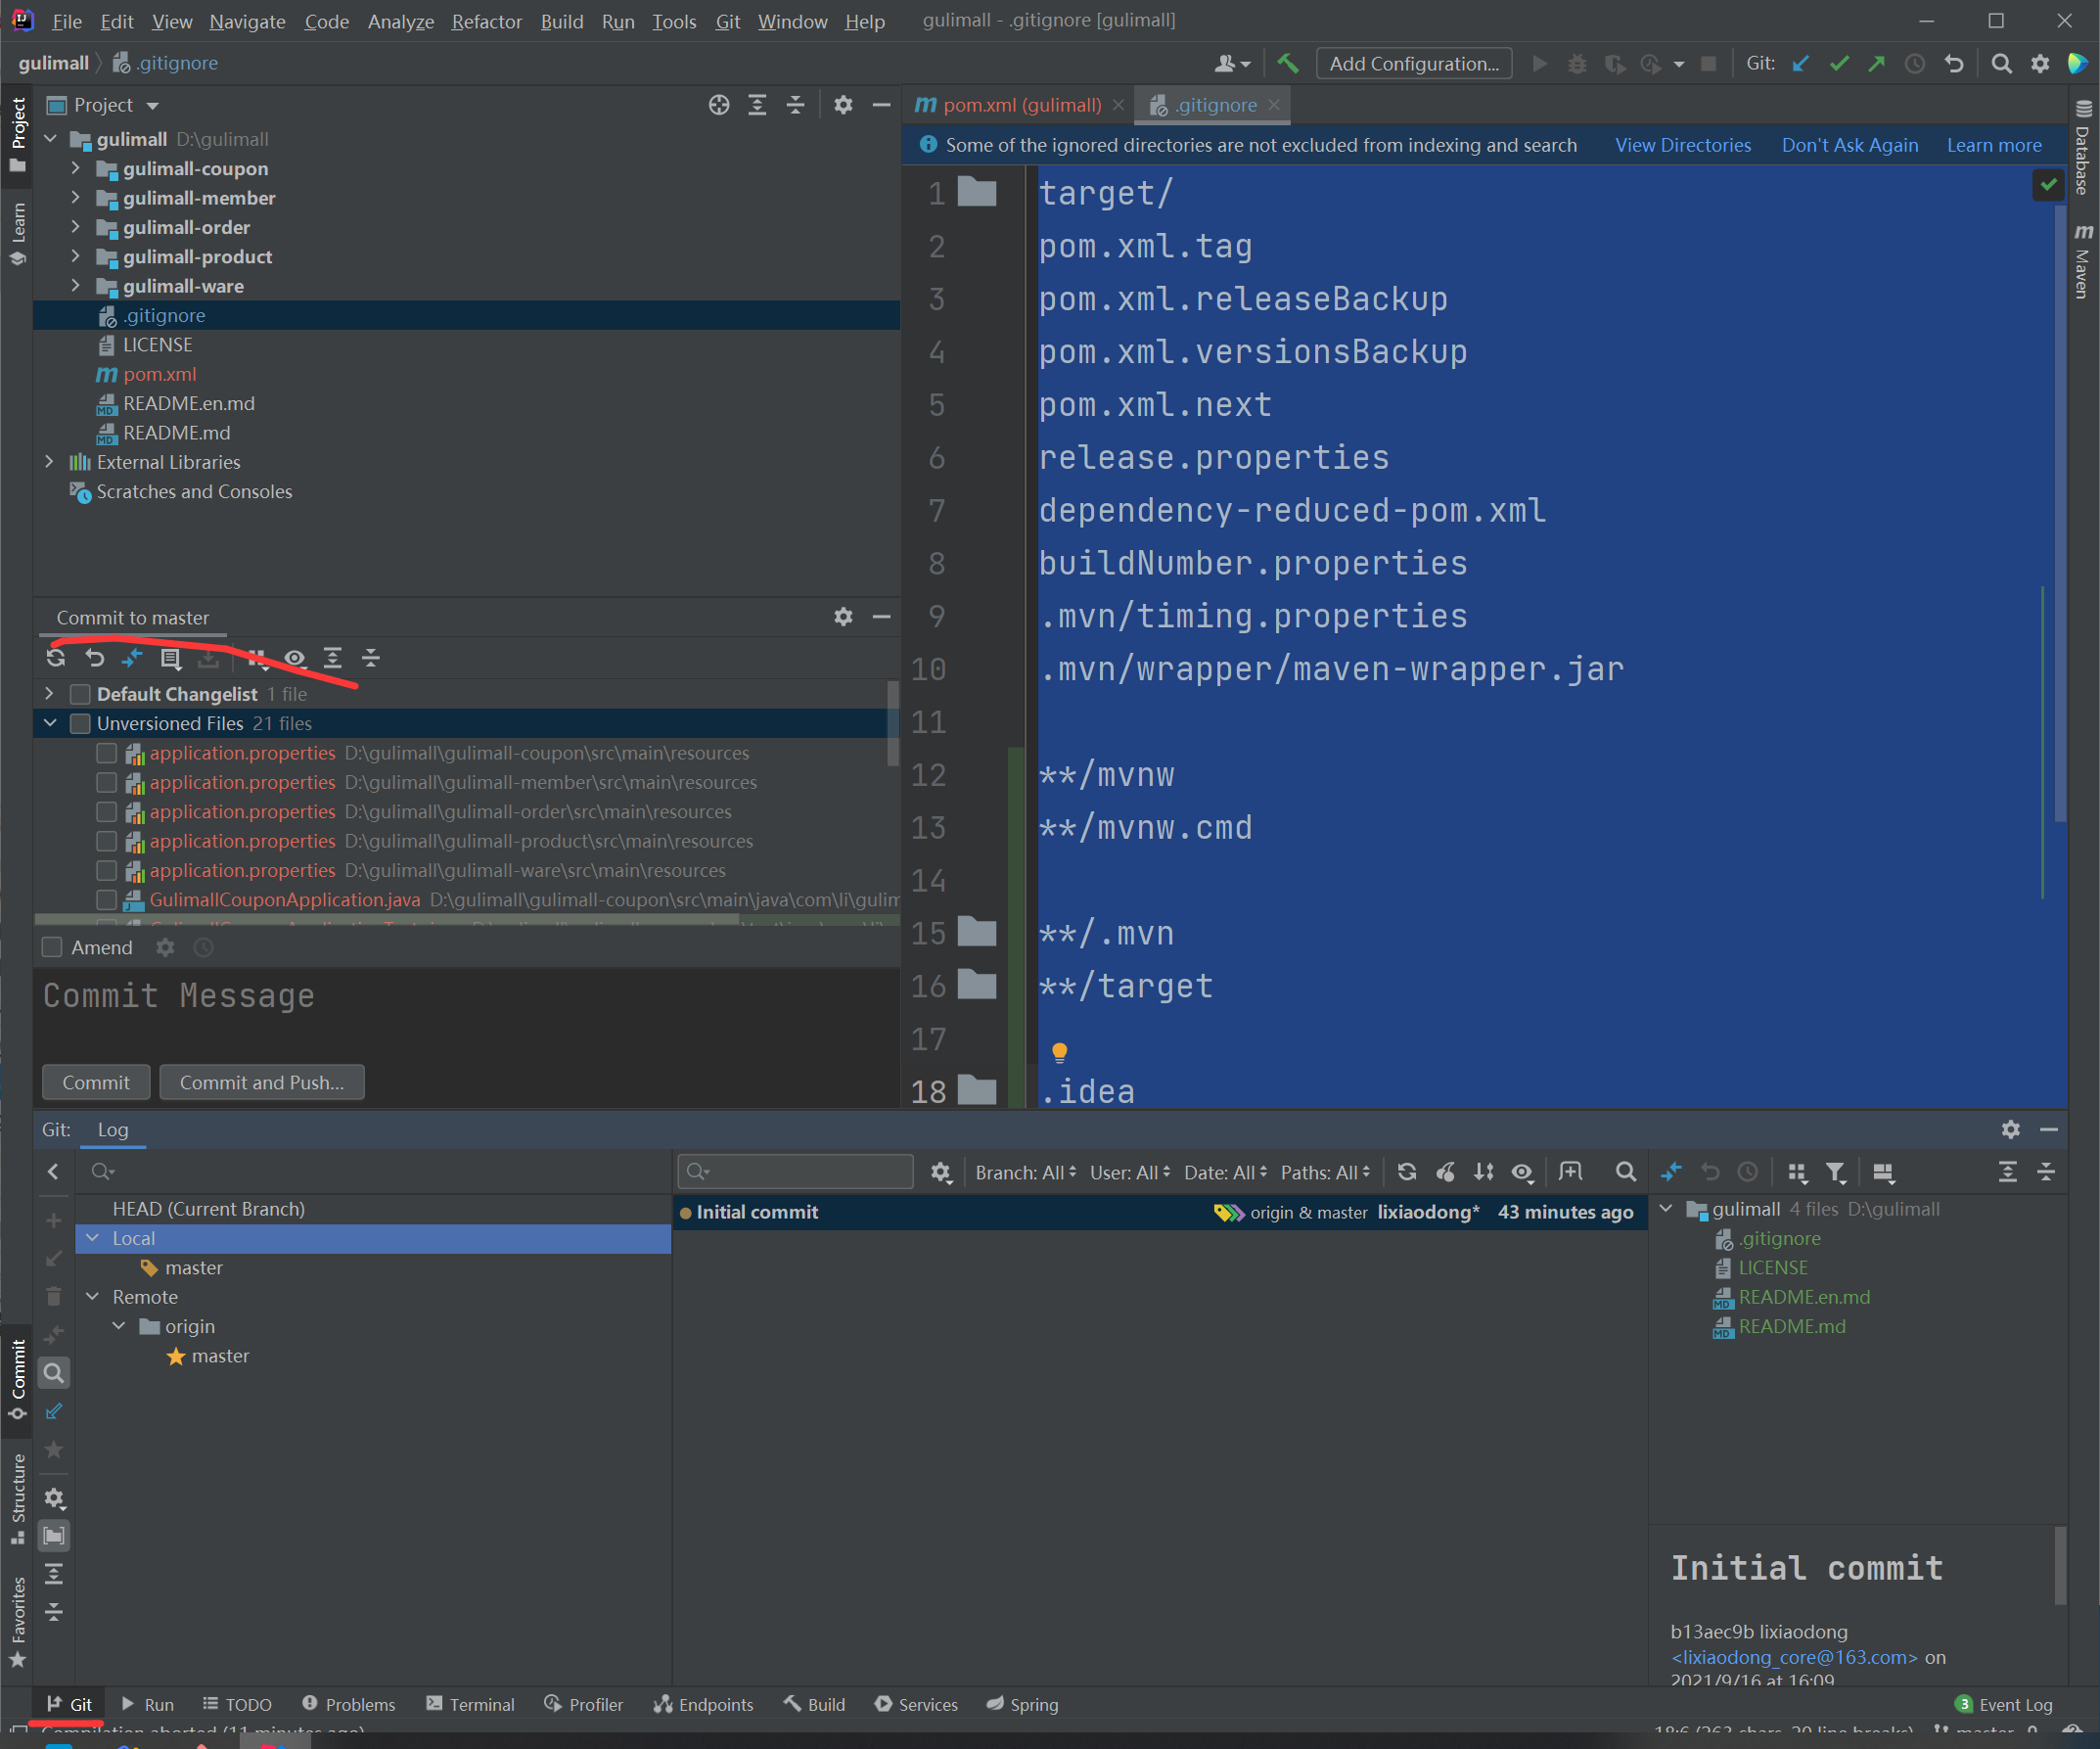 File Edit View Navigate Code Analyze Refactor Build Run Tools Git Window Help gulimall - .gitignore [gulimall]
gulimall .gitignore Add Configuration... Git:
Project
pom.xml (gulimall) .gitignore
Some of the ignored directories are not excluded from indexing and search View Directories Don't Ask Again Learn more
gulimall D:\gulimall
gulimall-coupon
gulimall-member
gulimall-order
gulimall-product
gulimall-ware
.gitignore
LICENSE
pom.xml
README.en.md
README.md
External Libraries
Scratches and Consoles
Commit to master
Default Changelist 1 file
Unversioned Files 21 files
application.properties D:\gulimall\gulimall-coupon\src\main\resources
application.properties D:\gulimall\gulimall-member\src\main\resources
application.properties D:\gulimall\gulimall-order\src\main\resources
application.properties D:\gulimall\gulimall-product\src\main\resources
application.properties D:\gulimall\gulimall-ware\src\main\resources
GulimallCouponApplication.java D:\gulimall\gulimall-coupon\src\main\java\com\li\gulim
Amend
Commit Message
Commit Commit and Push...
1 target/
2 pom.xml.tag
3 pom.xml.releaseBackup
4 pom.xml.versionsBackup
5 pom.xml.next
6 release.properties
7 dependency-reduced-pom.xml
8 buildNumber.properties
9 .mvn/timing.properties
10 .mvn/wrapper/maven-wrapper.jar
11
12 **/mvnw
13 **/mvnw.cmd
14
15 **/.mvn
16 **/target
17
18 .idea
Project
Learn
Commit
Structure
Favorites
Database
Maven
Git: Log
Branch: All User: All Date: All Paths: All
HEAD (Current Branch)
Local
master
Remote
origin
master
Initial commit origin & master lixiaodong* 43 minutes ago
gulimall 4 files D:\gulimall
.gitignore
LICENSE
README.en.md
README.md
Initial commit
b13aec9b lixiaodong
<lixiaodong_core@163.com> on
2021/9/16 at 16:09
Git Run TODO Problems Terminal Profiler Endpoints Build Services Spring 3 Event Log
Compilation aborted (11 minutes ago)
18:6 (263 chars, 20 line breaks) master